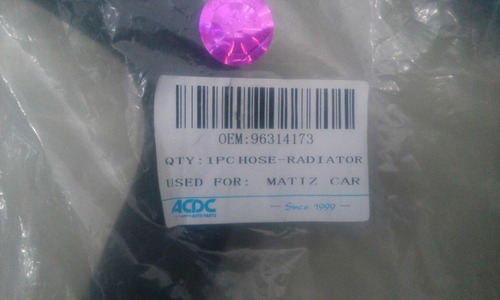 OEM:96314173
QTY: 1PC HOSE-RADIATOR
USED FOR: MATIZ CAR
ACDC
— Since 1999 —